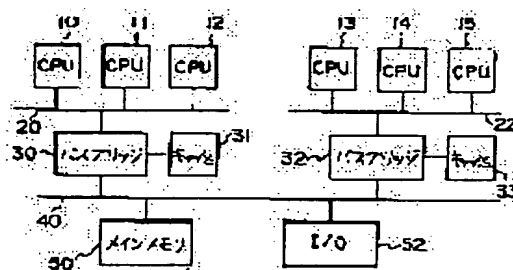 10 11 12 13 14 15
CPU CPU CPU CPU CPU CPU
20 22
30 バスブリッジ キャッシュ 31 32 バスブリッジ キャッシュ 33
40
メインメモリ I/O
50 52